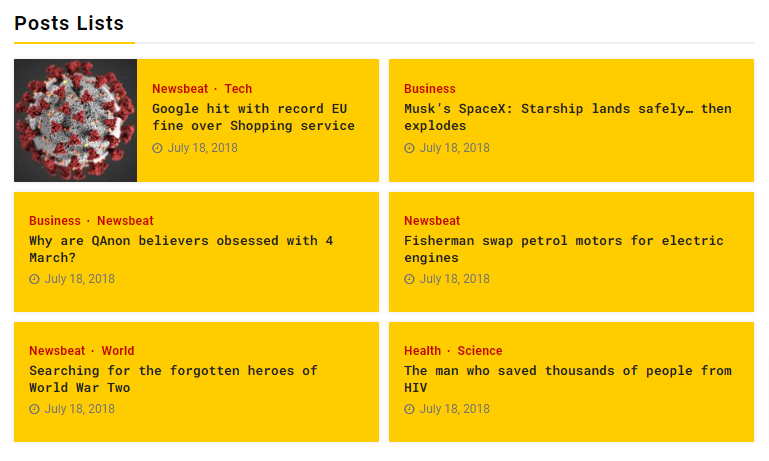 Posts Lists
Newsbeat · Tech
Google hit with record EU
fine over Shopping service
July 18, 2018
Business
Musk’s SpaceX: Starship lands safely… then
explodes
July 18, 2018
Business · Newsbeat
Why are QAnon believers obsessed with 4
March?
July 18, 2018
Newsbeat
Fisherman swap petrol motors for electric
engines
July 18, 2018
Newsbeat · World
Searching for the forgotten heroes of
World War Two
July 18, 2018
Health · Science
The man who saved thousands of people from
HIV
July 18, 2018